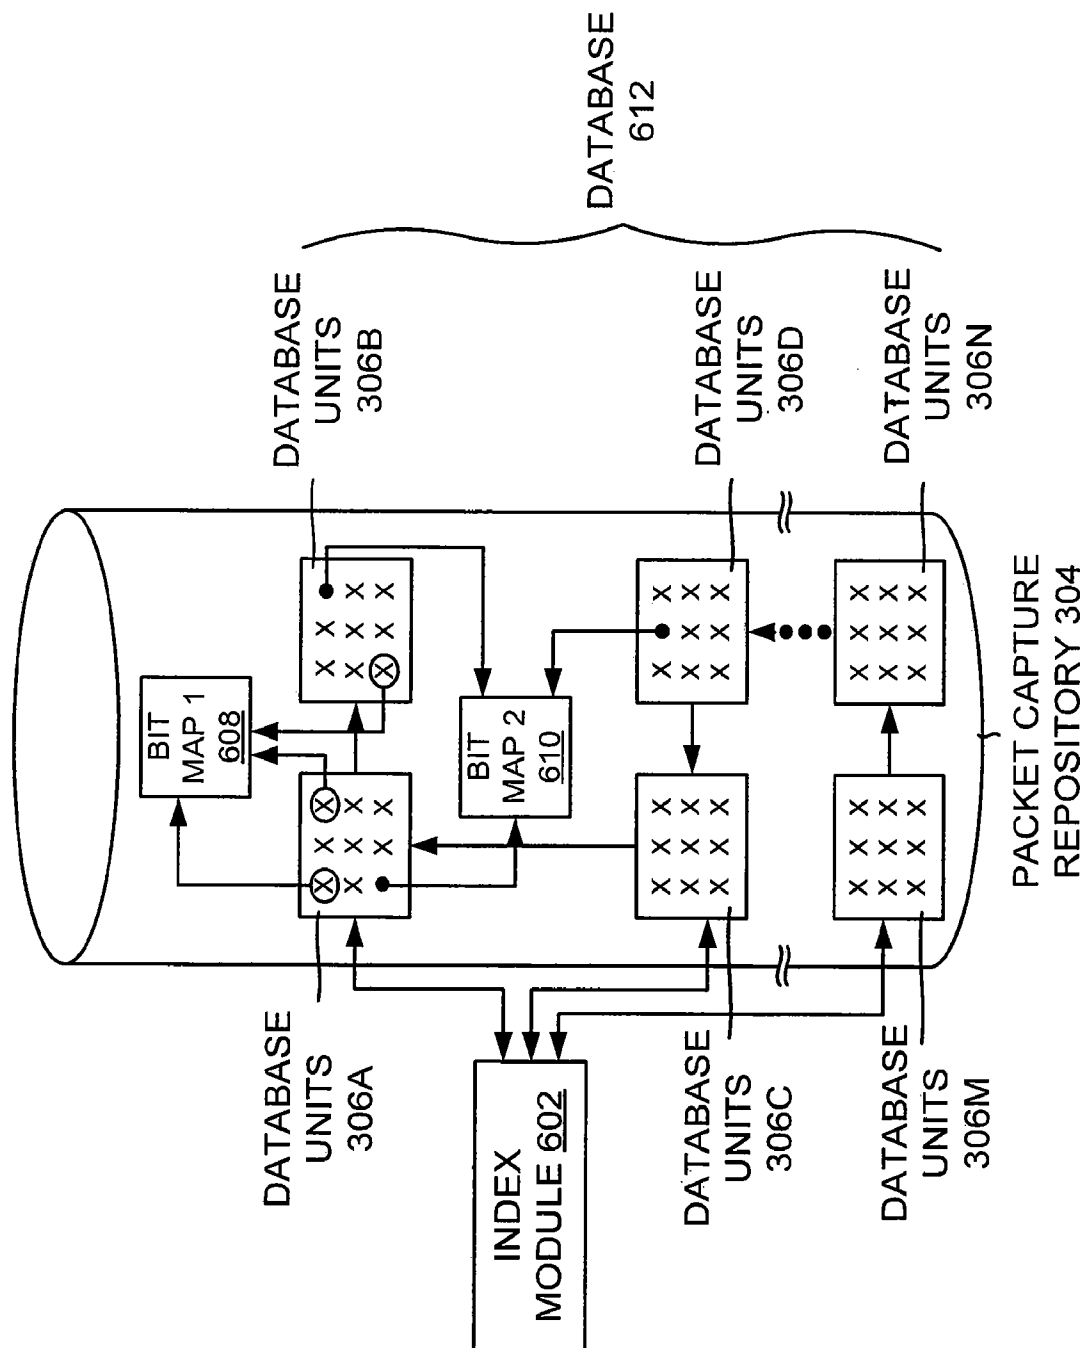 BIT
MAP 1
608
DATABASE
UNITS
306A
X X X
X X X
X X
DATABASE
UNITS
306B
X X
X X X
X X X
INDEX
MODULE 602
BIT
MAP 2
610
DATABASE
612
DATABASE
UNITS
306C
X X X
X X X
X X X
DATABASE
UNITS
306D
X X
X X X
X X X
DATABASE
UNITS
306M
X X X
X X X
X X X
DATABASE
UNITS
306N
X X X
X X X
X X X
PACKET CAPTURE
REPOSITORY 304